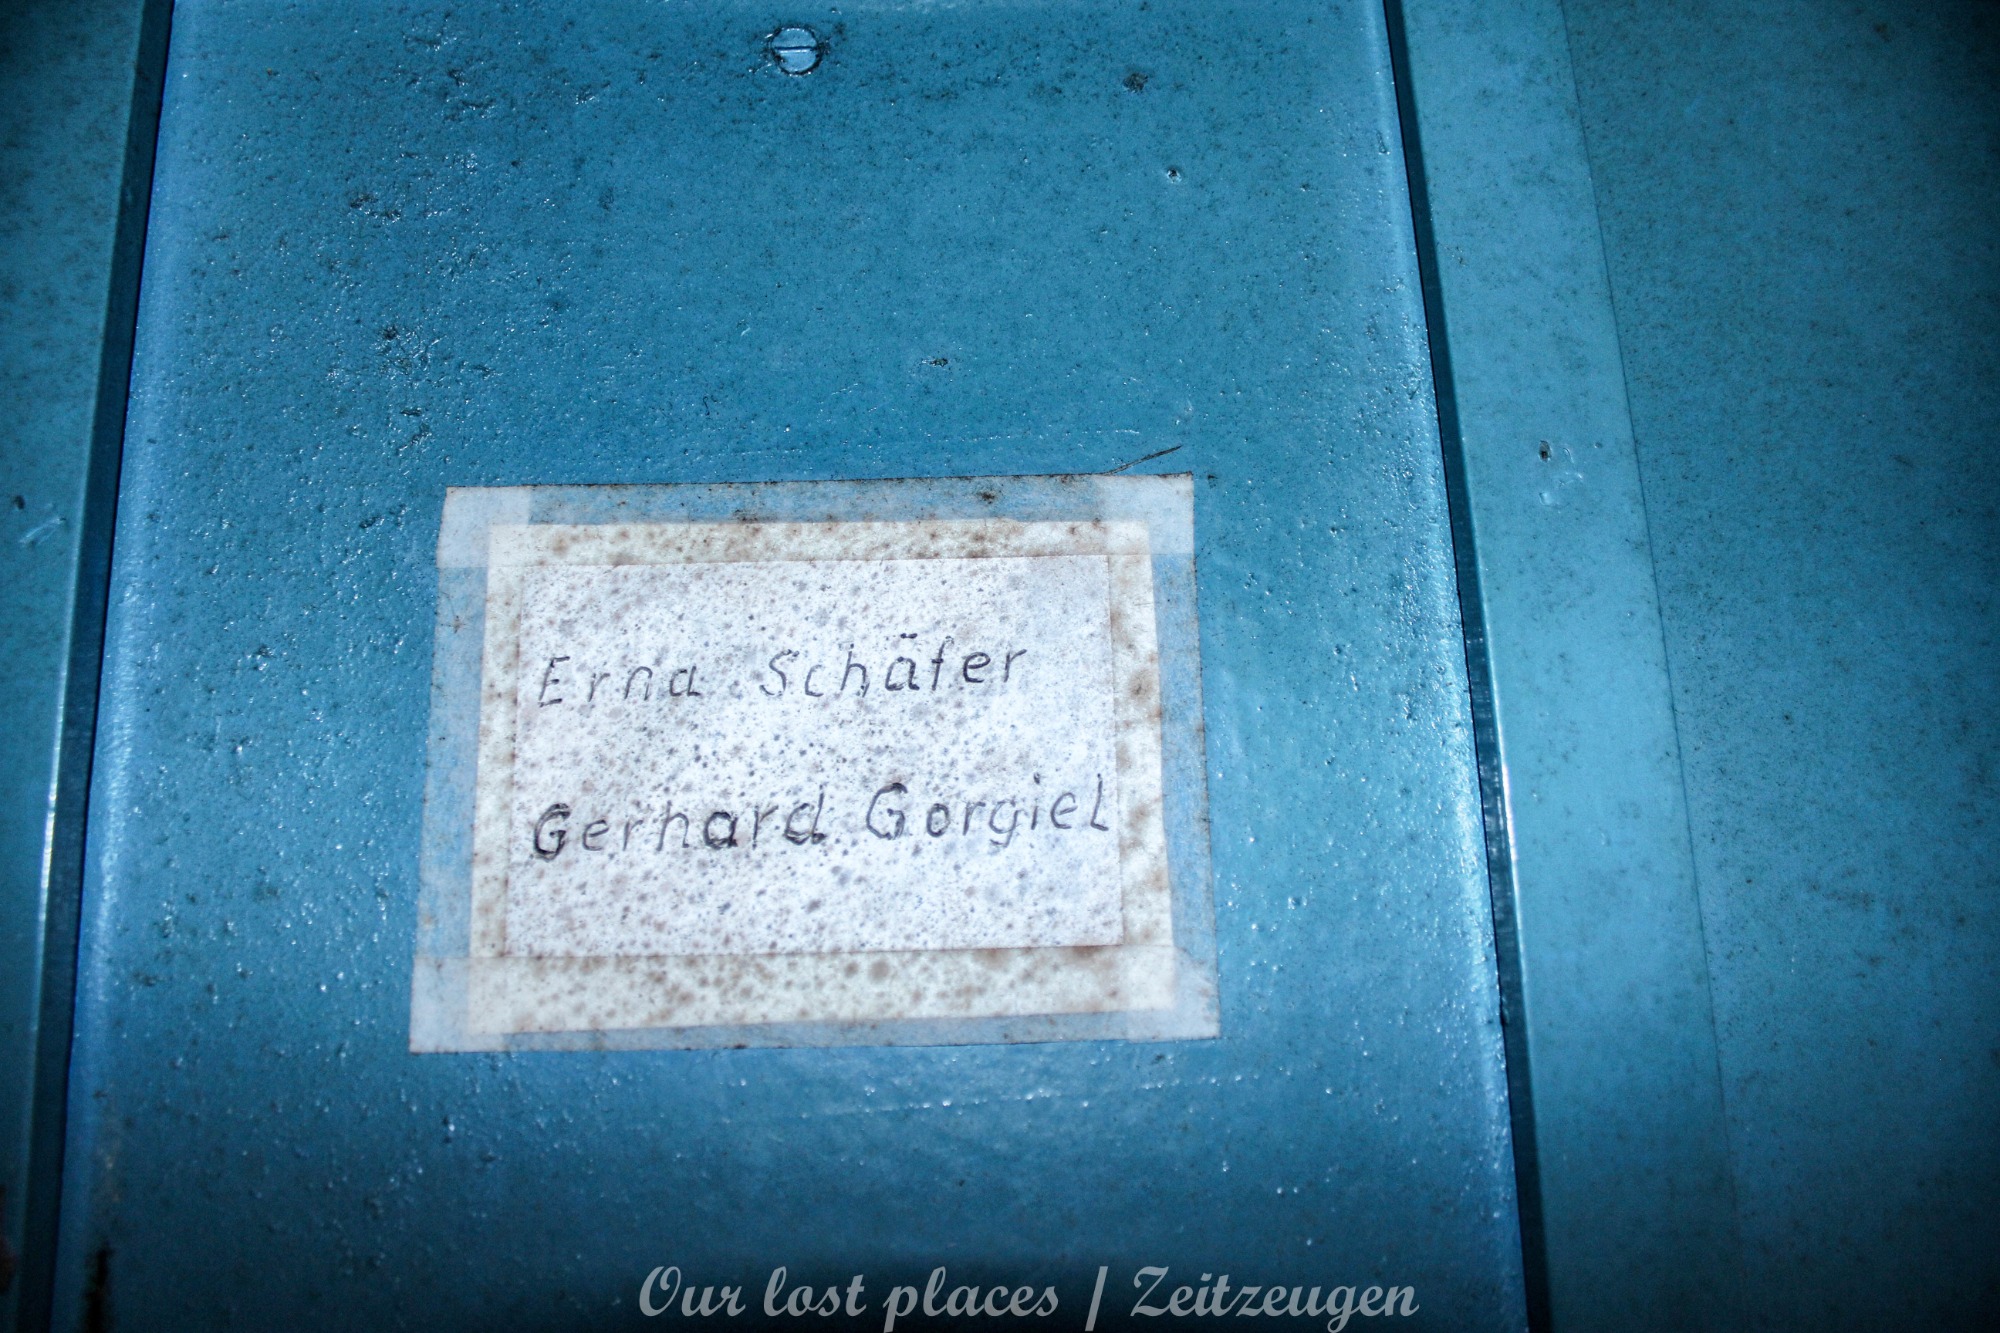 Erna Schäfer
Gerhard Gorgiel
Our lost places / Zeitzeugen